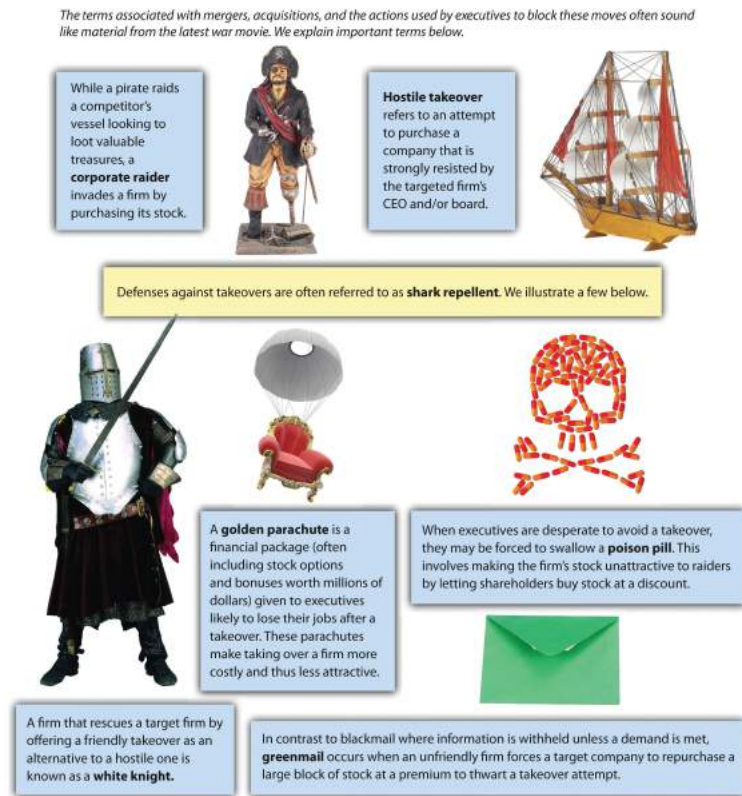 The terms associated with mergers, acquisitions, and the actions used by executives to block these moves often sound
like material from the latest war movie. We explain important terms below.
While a pirate raids
a competitor's
vessel looking to
loot valuable
treasures, a
corporate raider
invades a firm by
purchasing its stock.
Hostile takeover
refers to an attempt
to purchase a
company that is
strongly resisted by
the targeted firm's
CEO and/or board.
Defenses against takeovers are often referred to as shark repellent. We illustrate a few below.
A golden parachute is a
financial package (often
including stock options
and bonuses worth millions of
dollars) given to executives
likely to lose their jobs after a
takeover. These parachutes
make taking over a firm more
costly and thus less attractive.
When executives are desperate to avoid a takeover,
they may be forced to swallow a poison pill. This
involves making the firm's stock unattractive to raiders
by letting shareholders buy stock at a discount.
A firm that rescues a target firm by
offering a friendly takeover as an
alternative to a hostile one is
known as a white knight.
In contrast to blackmail where information is withheld unless a demand is met,
greenmail occurs when an unfriendly firm forces a target company to repurchase a
large block of stock at a premium to thwart a takeover attempt.